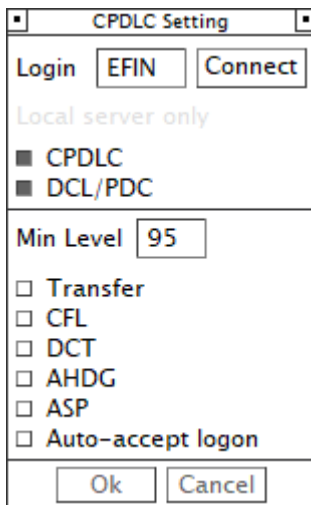 CPDLC Setting
Login EFIN Connect
Local server only
CPDLC
DCL/PDC
Min Level 95
Transfer
CFL
DCT
AHDG
ASP
Auto-accept logon
Ok Cancel